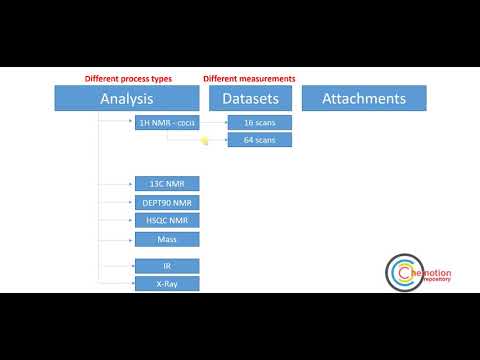 Different process types
Different measurements
Analysis
Datasets
Attachments
1H NMR - CDCl3
16 scans
64 scans
13C NMR
DEPT90 NMR
HSQC NMR
Mass
IR
X-Ray
Chemotion
repository